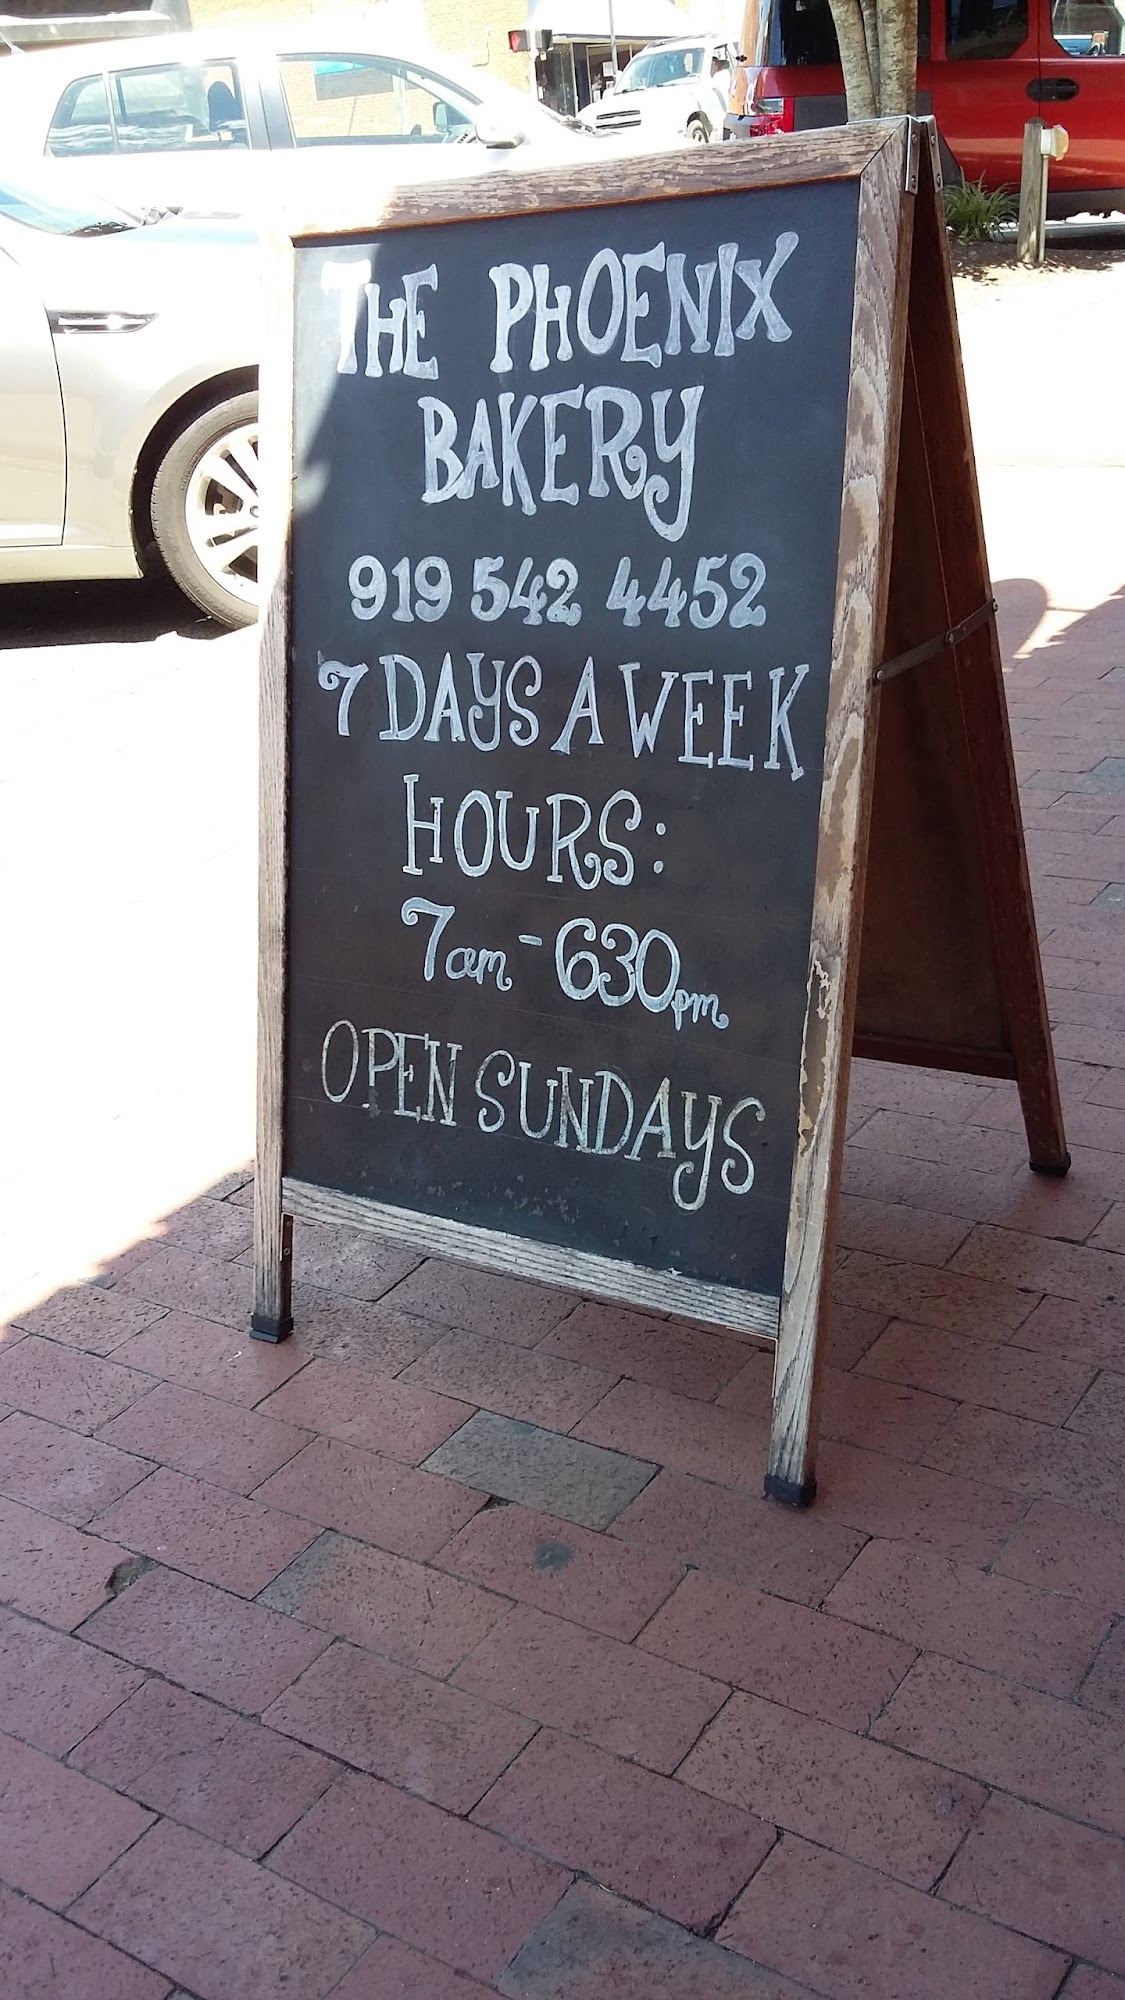 THE PHOENIX
BAKERY
919 542 4452
7 DAYS A WEEK
HOURS:
7am - 630pm
OPEN SUNDAYS